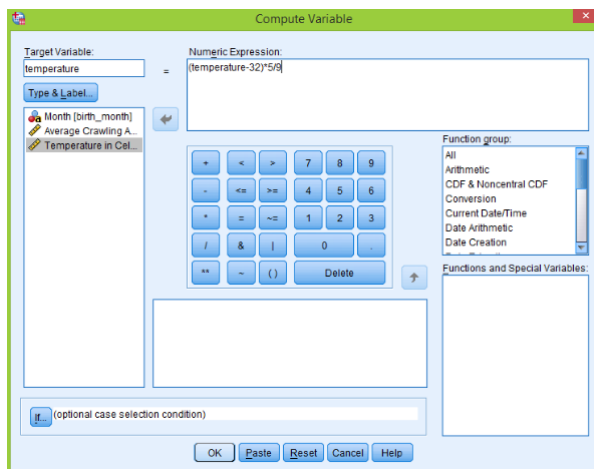 Compute Variable
Target Variable:
temperature
=
Numeric Expression:
(temperature-32)*5/9
Type & Label...
Month [birth_month]
Average Crawling A...
Temperature in Cel...
+ < > 7 8 9
- <= >= 4 5 6
* = ~= 1 2 3
/ & | 0 .
** ~ ( ) Delete
Function group:
All
Arithmetic
CDF & Noncentral CDF
Conversion
Current Date/Time
Date Arithmetic
Date Creation
Functions and Special Variables:
If... (optional case selection condition)
OK Paste Reset Cancel Help